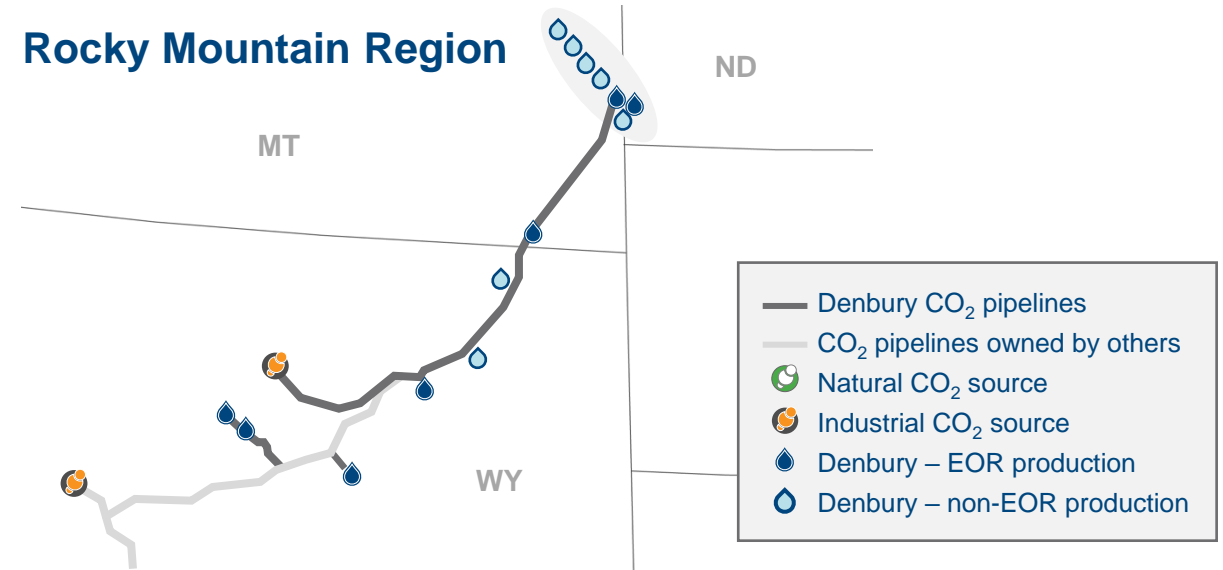 Rocky Mountain Region
ND
MT
WY
Denbury CO₂ pipelines
CO₂ pipelines owned by others
Natural CO₂ source
Industrial CO₂ source
Denbury – EOR production
Denbury – non-EOR production